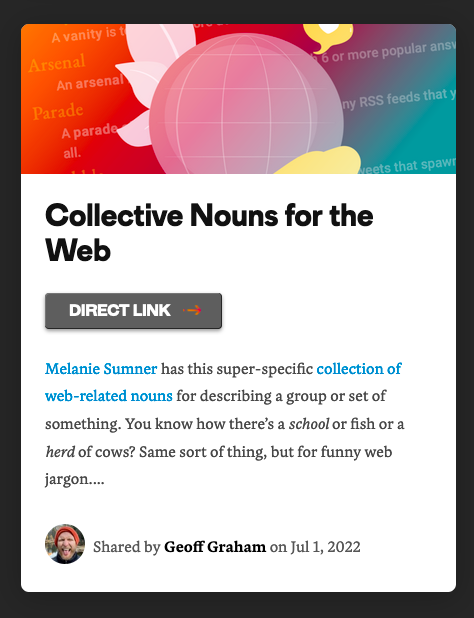 A vanity is t
6 or more popular answ
Arsenal
An arsenal
ny RSS feeds that y
Parade
A parade
all.
weets that spawn
Collective Nouns for the
Web
DIRECT LINK
Melanie Sumner has this super-specific collection of
web-related nouns for describing a group or set of
something. You know how there’s a school or fish or a
herd of cows? Same sort of thing, but for funny web
jargon.…
Shared by Geoff Graham on Jul 1, 2022